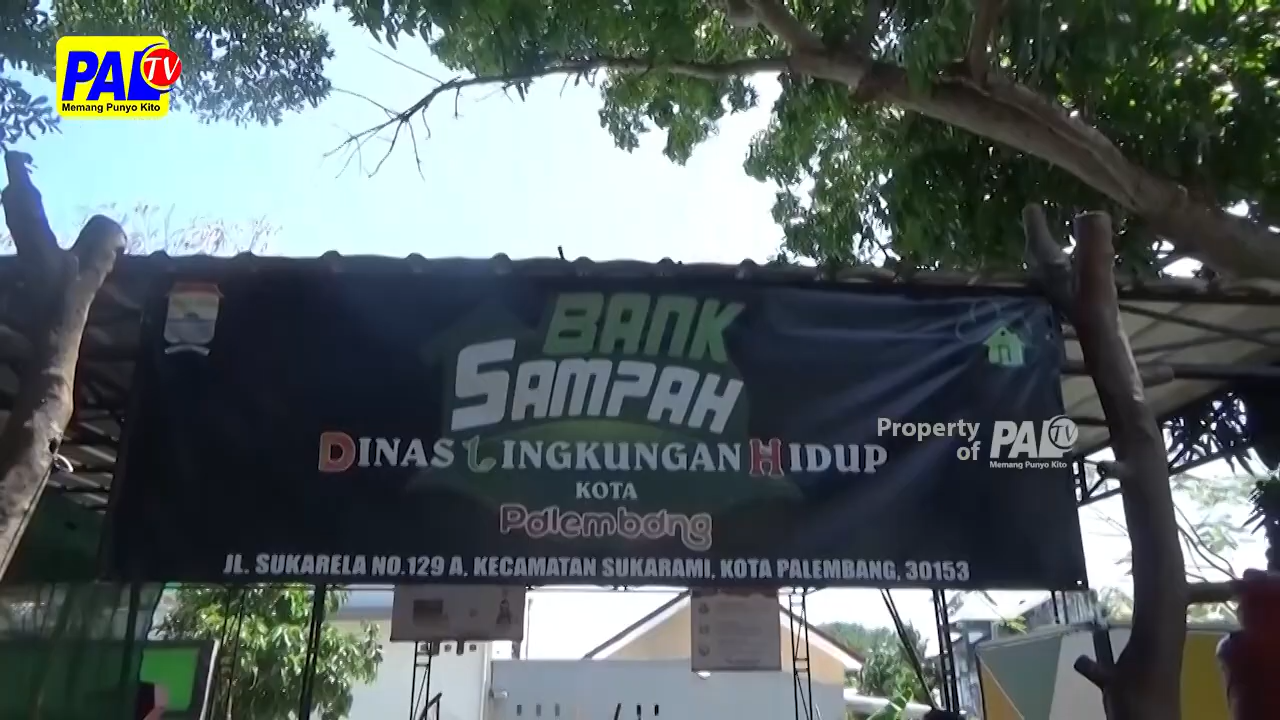 PAL TV
Memang Punyo Kito
BANK
SAMPAH
DINAS LINGKUNGAN HIDUP
KOTA
Palembang
JL. SUKARELA NO.129 A, KECAMATAN SUKARAMI, KOTA PALEMBANG, 30153
Property of PAL TV
Memang Punyo Kito